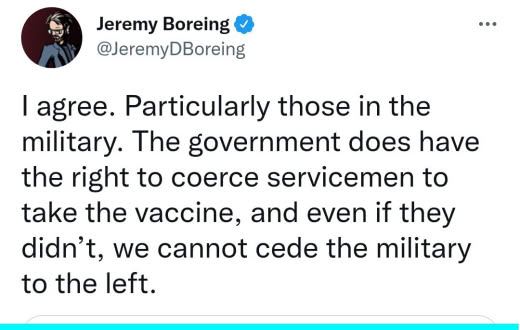 Jeremy Boreing
@JeremyDBoreing
I agree. Particularly those in the
military. The government does have
the right to coerce servicemen to
take the vaccine, and even if they
didn’t, we cannot cede the military
to the left.